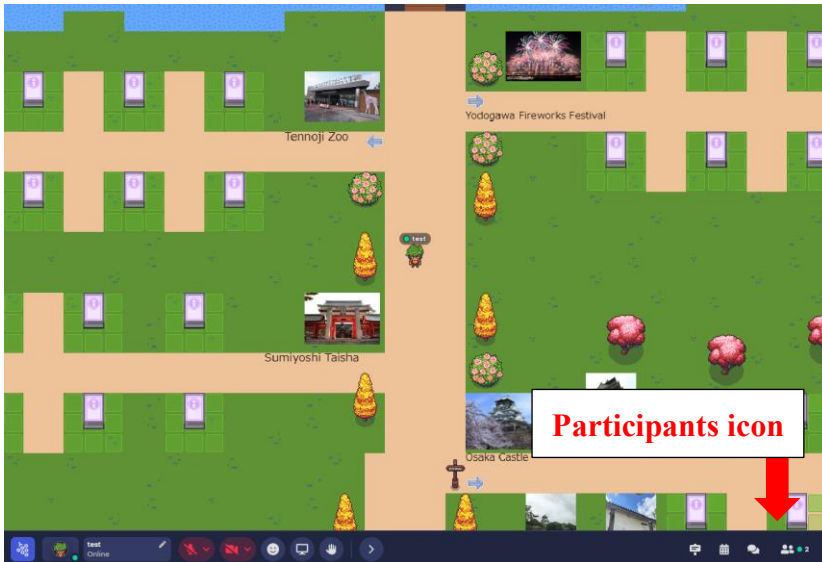 Yodogawa Fireworks Festival
Tennoji Zoo
test
Sumiyoshi Taisha
Participants icon
Osaka Castle
test
Online
2